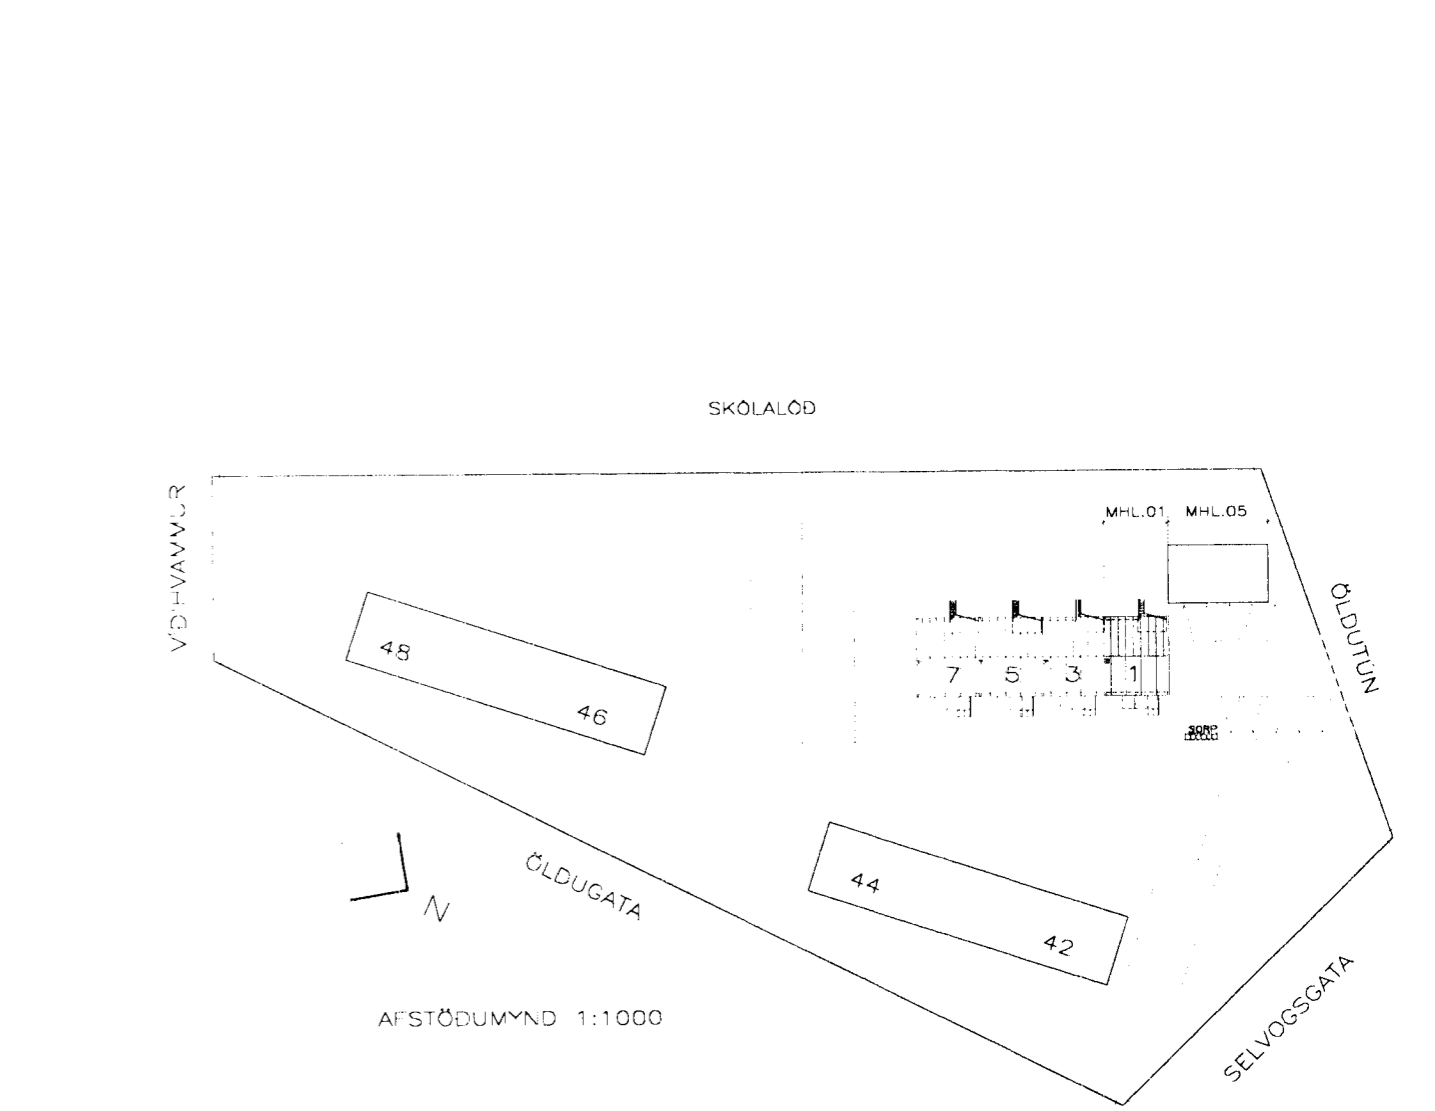 SKÓLALÓÐ
MHL.01 MHL.05
ÖLDUTÚN
48
46
7 5 3 1
SORP
44
42
ÖLDUGATA
N
SELVOGSGATA
AFSTÖÐUMYND 1:1000